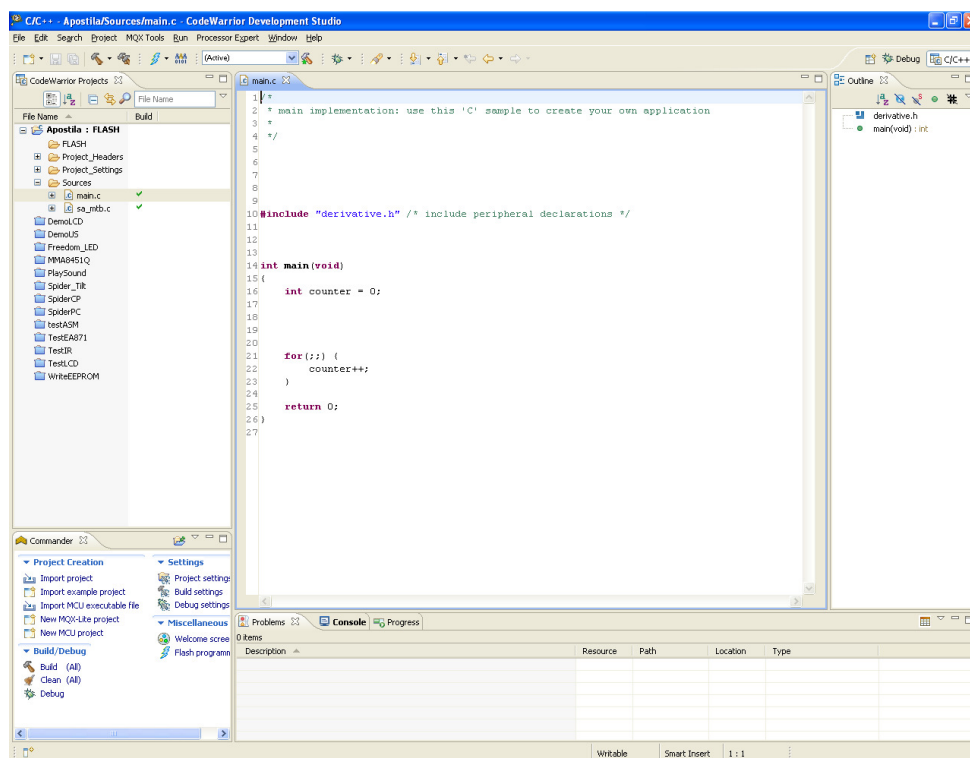 C/C++ - Apostila/Sources/main.c - CodeWarrior Development Studio
File Edit Search Project MQX Tools Run Processor Expert Window Help
(Active)
Debug C/C++
CodeWarrior Projects
File Name
File Name Build
Apostila : FLASH
FLASH
Project_Headers
Project_Settings
Sources
main.c
sa_mtb.c
DemoLCD
DemoUS
Freedom_LED
MMA8451Q
PlaySound
Spider_Tilt
SpiderCP
SpiderPC
testASM
TestEA871
TestIR
TestLCD
WriteEEPROM
main.c
1 /*
2 * main implementation: use this 'C' sample to create your own application
3 *
4 */
5
6
7
8
9
10 #include "derivative.h" /* include peripheral declarations */
11
12
13
14 int main(void)
15 {
16 int counter = 0;
17
18
19
20
21 for(;;) {
22 counter++;
23 }
24
25 return 0;
26 }
27
Outline
derivative.h
main(void) : int
Commander
Project Creation
Import project
Import example project
Import MCU executable file
New MQX-Lite project
New MCU project
Build/Debug
Build (All)
Clean (All)
Debug
Settings
Project settings
Build settings
Debug settings
Miscellaneous
Welcome scree
Flash programm
Problems Console Progress
0 items
Description Resource Path Location Type
Writable Smart Insert 1 : 1